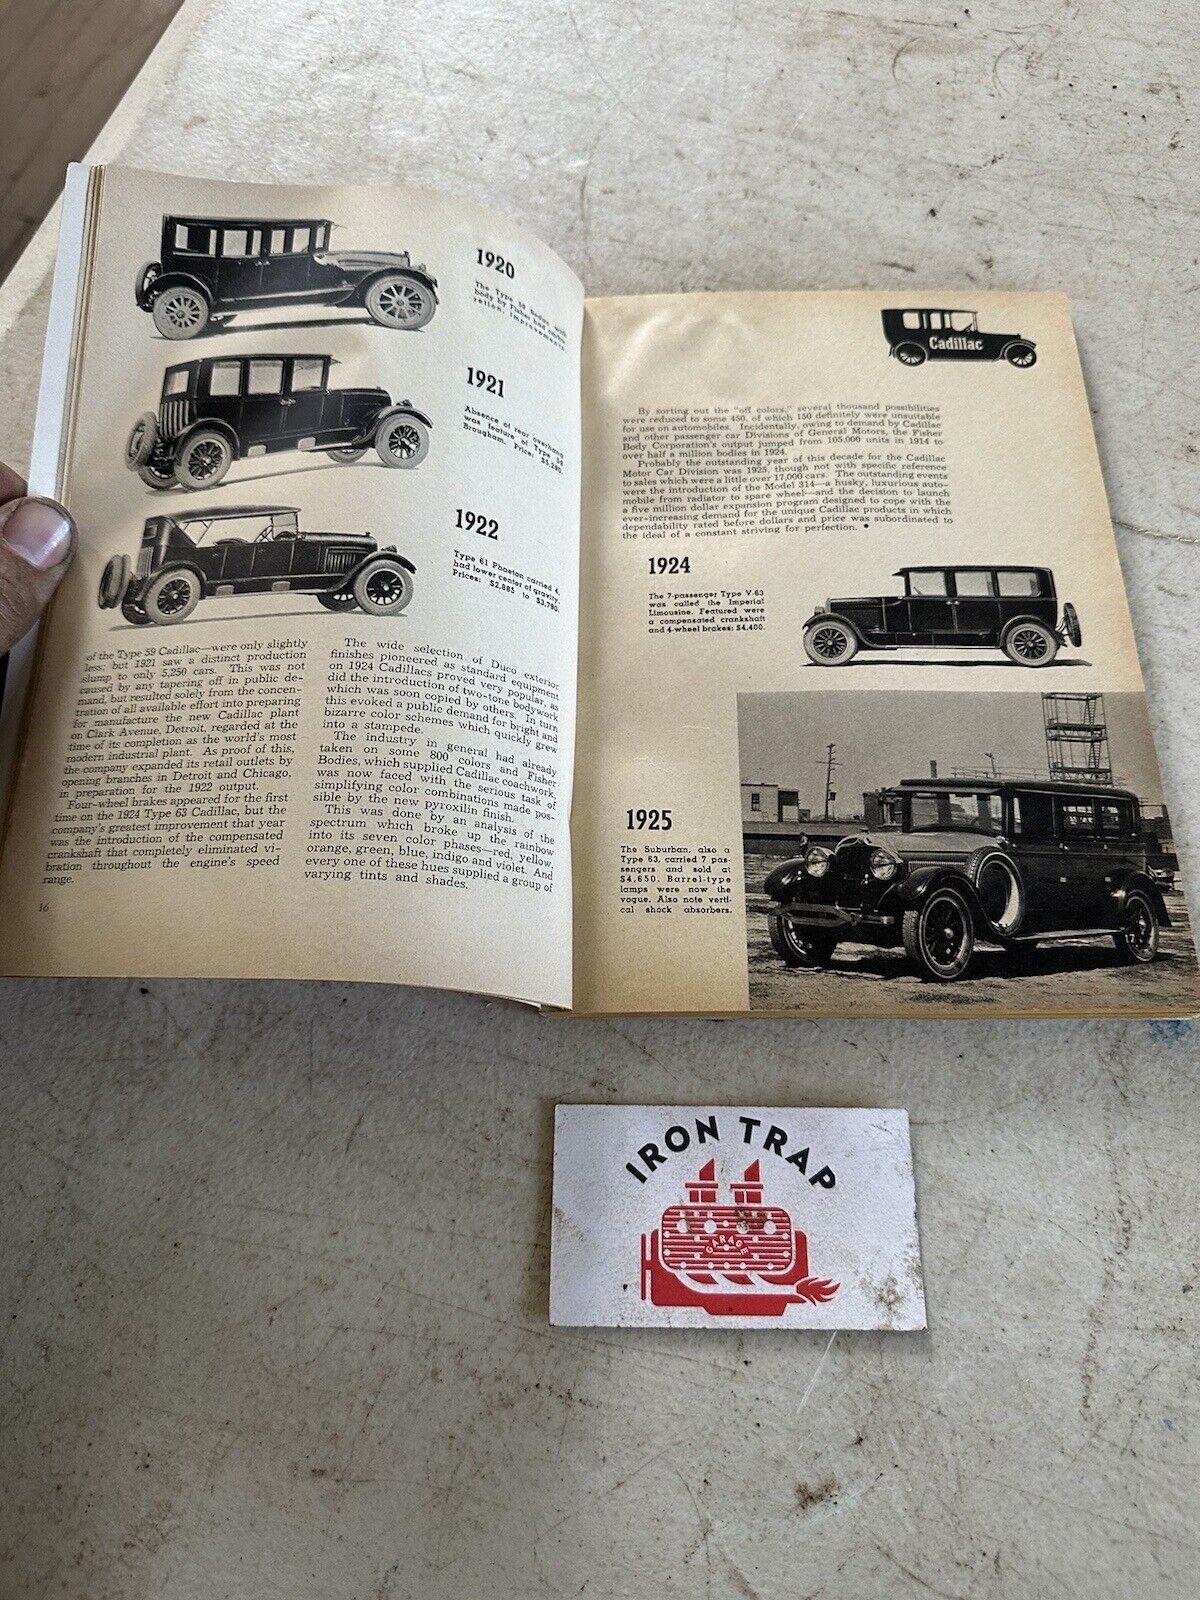 1920
The Type 59 Sedan with
body by Fisher had carbu-
retion improvements.
1921
Absence of rear overhang
was feature of Type 59
Brougham. Price: $5,280.
1922
Type 61 Phaeton carried 4,
had lower center of gravity.
Prices: $2,885 to $3,790.
of the Type 59 Cadillac—were only slightly
less; but 1921 saw a distinct production
slump to only 5,250 cars. This was not
caused by any tapering off in public de-
mand, but resulted solely from the concen-
tration of all available effort into preparing
for manufacture the new Cadillac plant
on Clark Avenue, Detroit, regarded at the
time of its completion as the world's most
modern industrial plant. As proof of this,
the company expanded its retail outlets by
opening branches in Detroit and Chicago,
in preparation for the 1922 output.
Four-wheel brakes appeared for the first
time on the 1924 Type 63 Cadillac, but the
company's greatest improvement that year
was the introduction of the compensated
crankshaft that completely eliminated vi-
bration throughout the engine's speed
range.
16
The wide selection of Duco exterior
finishes pioneered as standard equipment
on 1924 Cadillacs proved very popular, as
did the introduction of two-tone bodywork
which was soon copied by others. In turn
this evoked a public demand for bright and
bizarre color schemes which quickly grew
into a stampede.
The industry in general had already
taken on some 800 colors and Fisher
Bodies, which supplied Cadillac coachwork,
was now faced with the serious task of
simplifying color combinations made pos-
sible by the new pyroxilin finish.
This was done by an analysis of the
spectrum which broke up the rainbow
into its seven color phases—red, yellow,
orange, green, blue, indigo and violet. And
every one of these hues supplied a group of
varying tints and shades.
Cadillac
By sorting out the "off colors," several thousand possibilities
were reduced to some 450, of which 150 definitely were unsuitable
for use on automobiles. Incidentally, owing to demand by Cadillac
and other passenger car Divisions of General Motors, the Fisher
Body Corporation's output jumped from 105,000 units in 1914 to
over half a million bodies in 1924.
Probably the outstanding year of this decade for the Cadillac
Motor Car Division was 1925, though not with specific reference
to sales which were a little over 17,000 cars. The outstanding events
were the introduction of the Model 314—a husky, luxurious auto-
mobile from radiator to spare wheel—and the decision to launch
a five million dollar expansion program designed to cope with the
ever-increasing demand for the unique Cadillac products in which
dependability rated before dollars and price was subordinated to
the ideal of a constant striving for perfection. •
1924
The 7-passenger Type V-63
was called the Imperial
Limousine. Featured were
a compensated crankshaft
and 4-wheel brakes: $4,400.
1925
The Suburban, also a
Type 63, carried 7 pas-
sengers and sold at
$4,650. Barrel-type
lamps were now the
vogue. Also note verti-
cal shock absorbers.
17
IRON TRAP
GARAGE